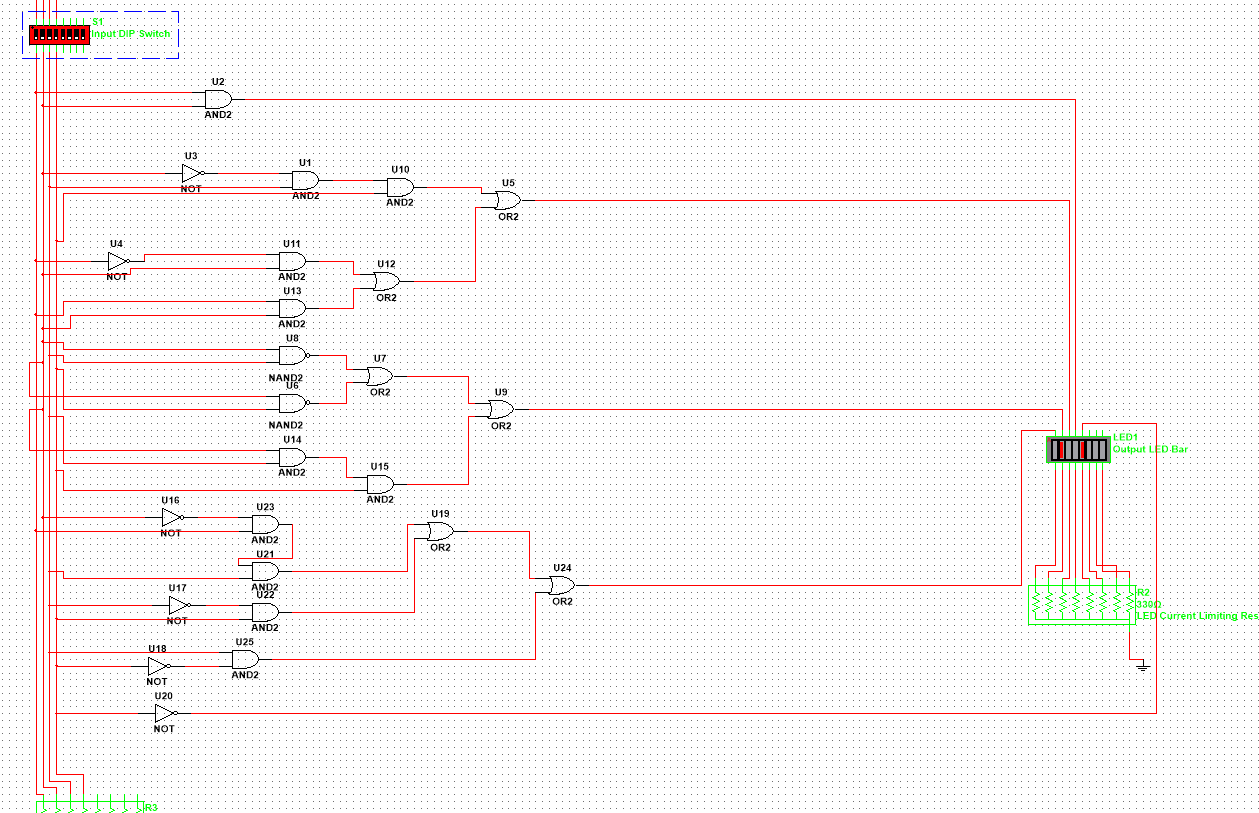 S1
Input DIP Switch
U2
AND2
U3
NOT
U1
AND2
U10
AND2
U5
OR2
U4
NOT
U11
AND2
U12
OR2
U13
AND2
U8
NAND2
U6
NAND2
U7
OR2
U9
OR2
U14
AND2
U15
AND2
LED1
Output LED Bar
U16
NOT
U23
AND2
U19
OR2
U21
AND2
U24
OR2
U17
NOT
U22
AND2
R2
330Ω
LED Current Limiting Res
U18
NOT
U25
AND2
U20
NOT
R3